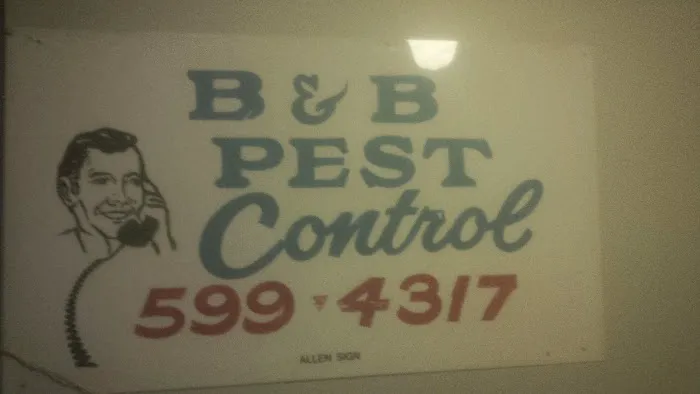 B & B
PEST
Control
599-4317
ALLEN SIGN